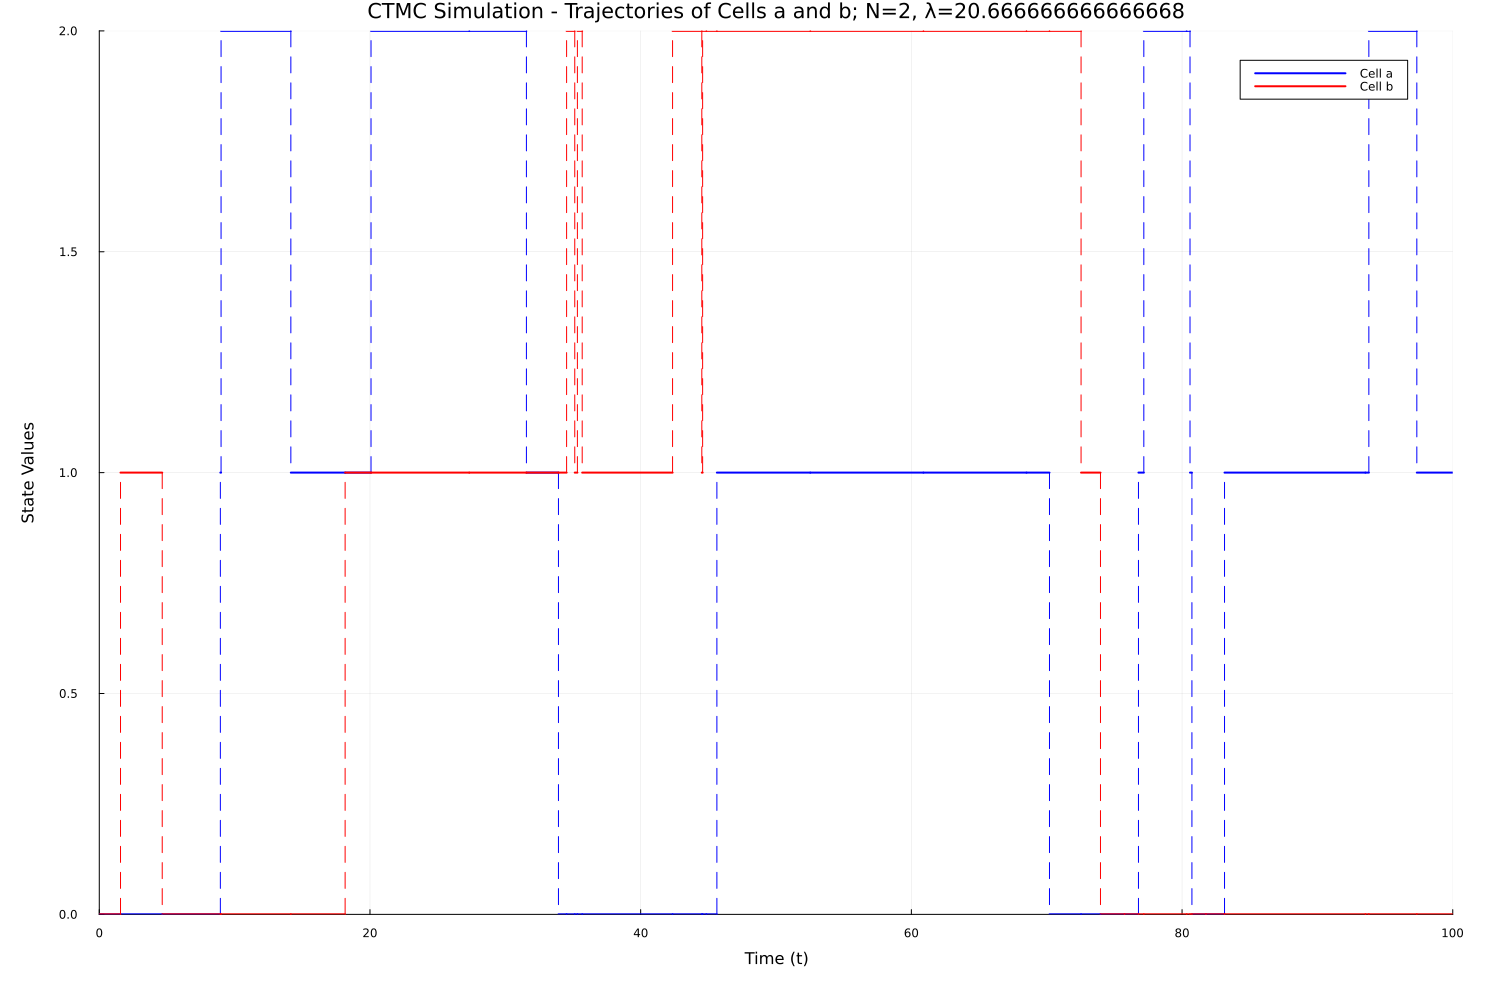 CTMC Simulation - Trajectories of Cells a and b; N=2, λ=20.666666666666668
2.0
Cell a
Cell b
1.5
1.0
State Values
0.5
0.0
0 20 40 60 80 100
Time (t)